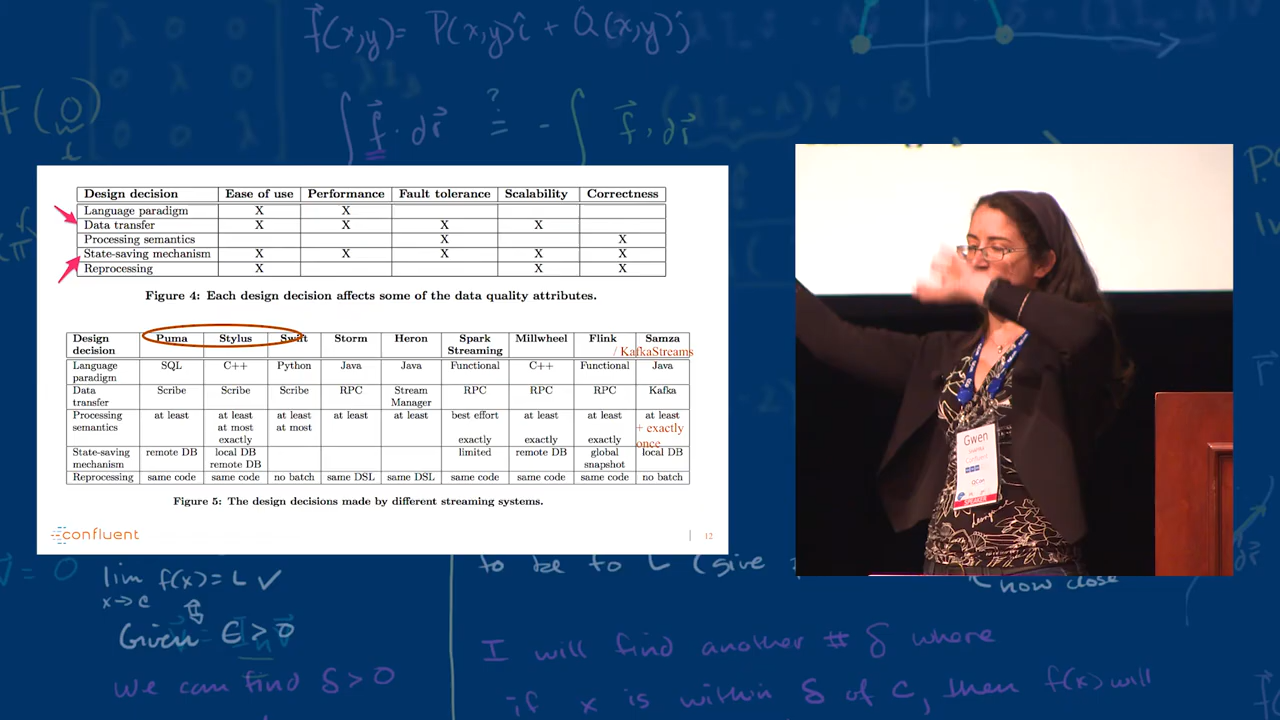 f(x,y) = P(x,y)i + Q(x,y)j
∫ f · dr ?= - ∫ f · dr
Design decision Ease of use Performance Fault tolerance Scalability Correctness
Language paradigm X X
Data transfer X X X X
Processing semantics X X
State-saving mechanism X X X X X
Reprocessing X X X
Figure 4: Each design decision affects some of the data quality attributes.
Design decision Puma Stylus Swift Storm Heron Spark Streaming Millwheel Flink Samza
/ KafkaStreams
Language paradigm SQL C++ Python Java Java Functional C++ Functional Java
Data transfer Scribe Scribe Scribe RPC Stream Manager RPC RPC RPC Kafka
Processing semantics at least at least at most exactly at least at most at least at least best effort exactly at least exactly at least exactly at least
+ exactly once
State-saving mechanism remote DB local DB remote DB limited remote DB global snapshot local DB
Reprocessing same code same code no batch same DSL same DSL same code same code same code no batch
Figure 5: The design decisions made by different streaming systems.
confluent
12
Gwen
QCon
SPEAKER
lim f(x) = L ✓
x→c
Given ε > 0
we can find δ > 0
to be to L (give
how close
I will find another # δ where
if x is within δ of c, then f(x) will